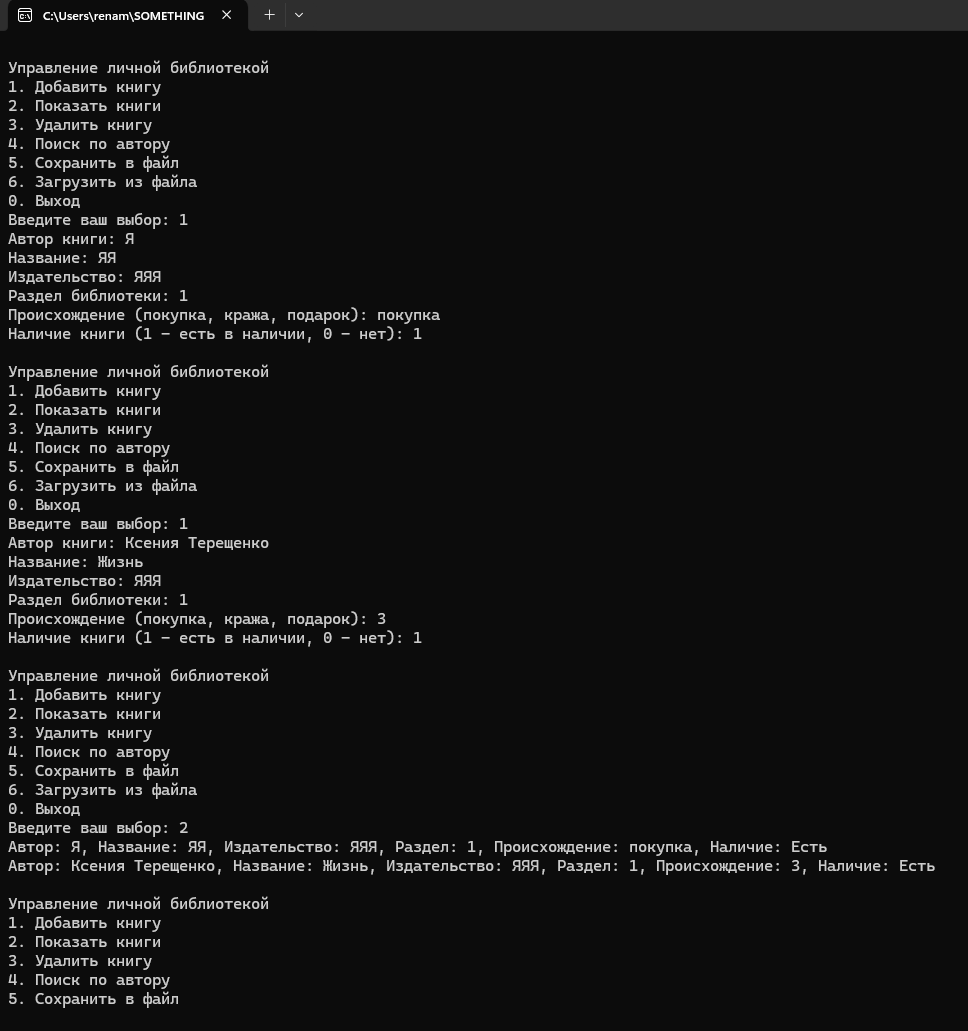 C:\Users\renam\SOMETHING
Управление личной библиотекой
1. Добавить книгу
2. Показать книги
3. Удалить книгу
4. Поиск по автору
5. Сохранить в файл
6. Загрузить из файла
0. Выход
Введите ваш выбор: 1
Автор книги: Я
Название: ЯЯ
Издательство: ЯЯЯ
Раздел библиотеки: 1
Происхождение (покупка, кража, подарок): покупка
Наличие книги (1 – есть в наличии, 0 – нет): 1
Управление личной библиотекой
1. Добавить книгу
2. Показать книги
3. Удалить книгу
4. Поиск по автору
5. Сохранить в файл
6. Загрузить из файла
0. Выход
Введите ваш выбор: 1
Автор книги: Ксения Терещенко
Название: Жизнь
Издательство: ЯЯЯ
Раздел библиотеки: 1
Происхождение (покупка, кража, подарок): 3
Наличие книги (1 – есть в наличии, 0 – нет): 1
Управление личной библиотекой
1. Добавить книгу
2. Показать книги
3. Удалить книгу
4. Поиск по автору
5. Сохранить в файл
6. Загрузить из файла
0. Выход
Введите ваш выбор: 2
Автор: Я, Название: ЯЯ, Издательство: ЯЯЯ, Раздел: 1, Происхождение: покупка, Наличие: Есть
Автор: Ксения Терещенко, Название: Жизнь, Издательство: ЯЯЯ, Раздел: 1, Происхождение: 3, Наличие: Есть
Управление личной библиотекой
1. Добавить книгу
2. Показать книги
3. Удалить книгу
4. Поиск по автору
5. Сохранить в файл